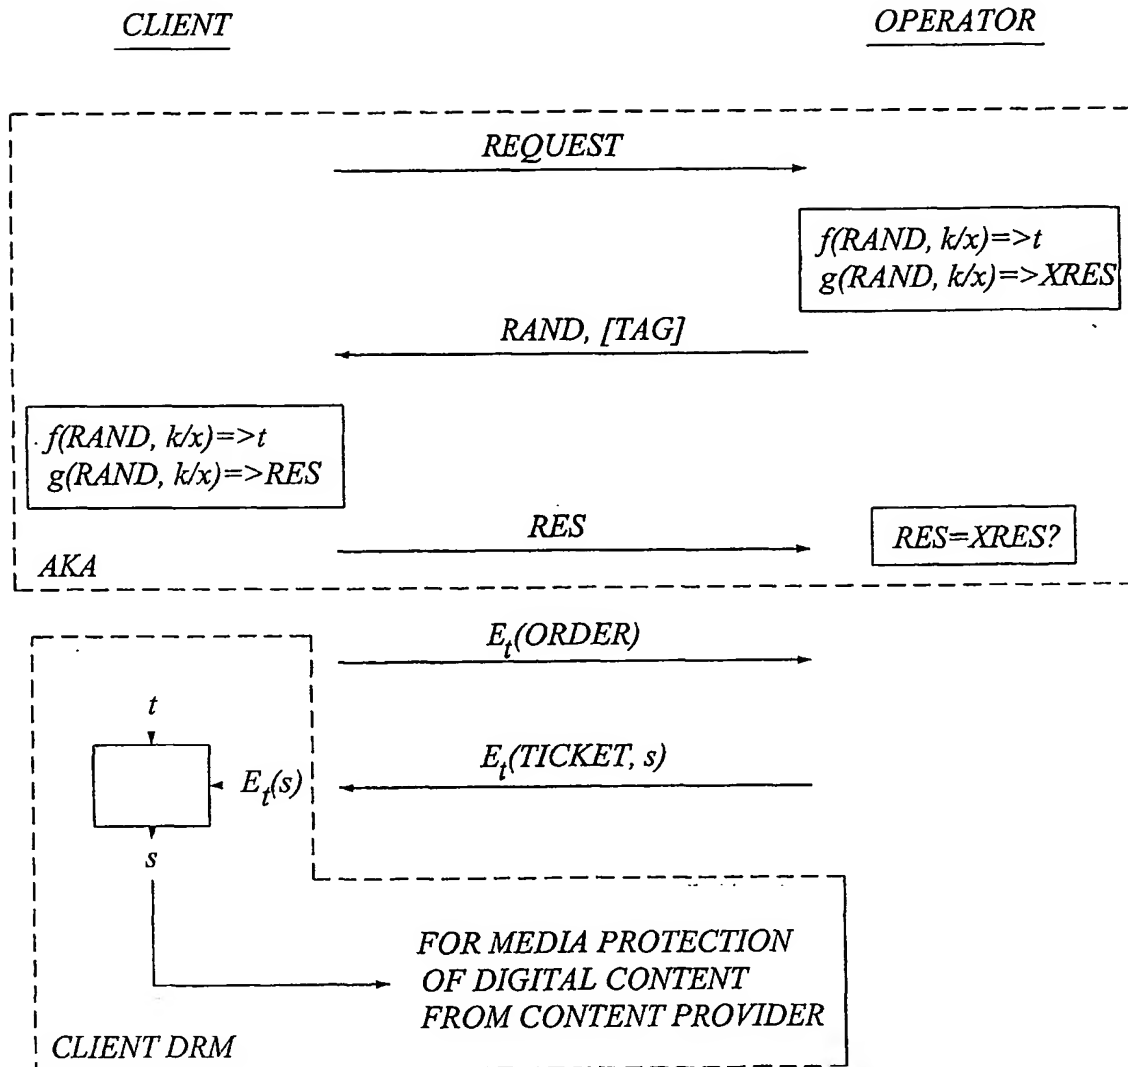 CLIENT
OPERATOR
REQUEST
f(RAND, k/x)=>t
g(RAND, k/x)=>XRES
RAND, [TAG]
f(RAND, k/x)=>t
g(RAND, k/x)=>RES
RES
RES=XRES?
AKA
E_t(ORDER)
t
E_t(TICKET, s)
E_t(s)
s
FOR MEDIA PROTECTION
OF DIGITAL CONTENT
FROM CONTENT PROVIDER
CLIENT DRM